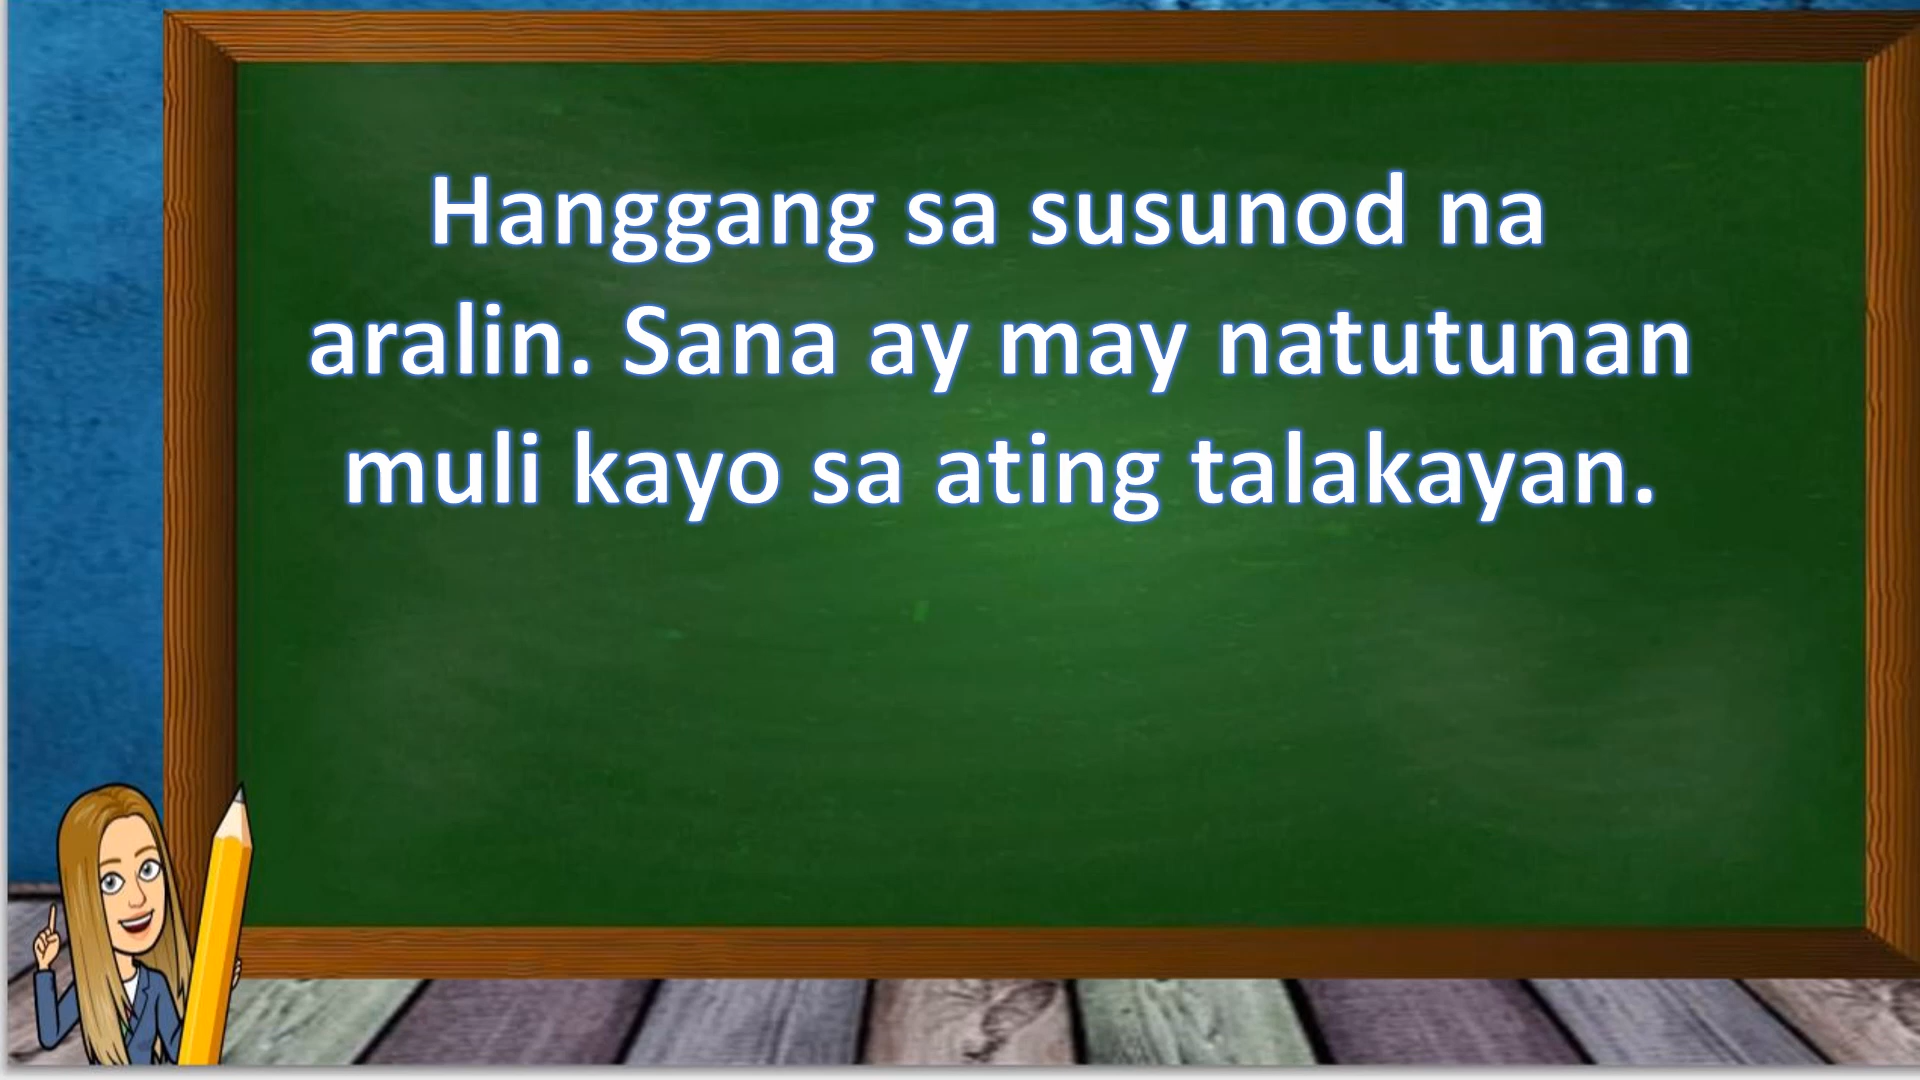 Hanggang sa susunod na
aralin. Sana ay may natutunan
muli kayo sa ating talakayan.